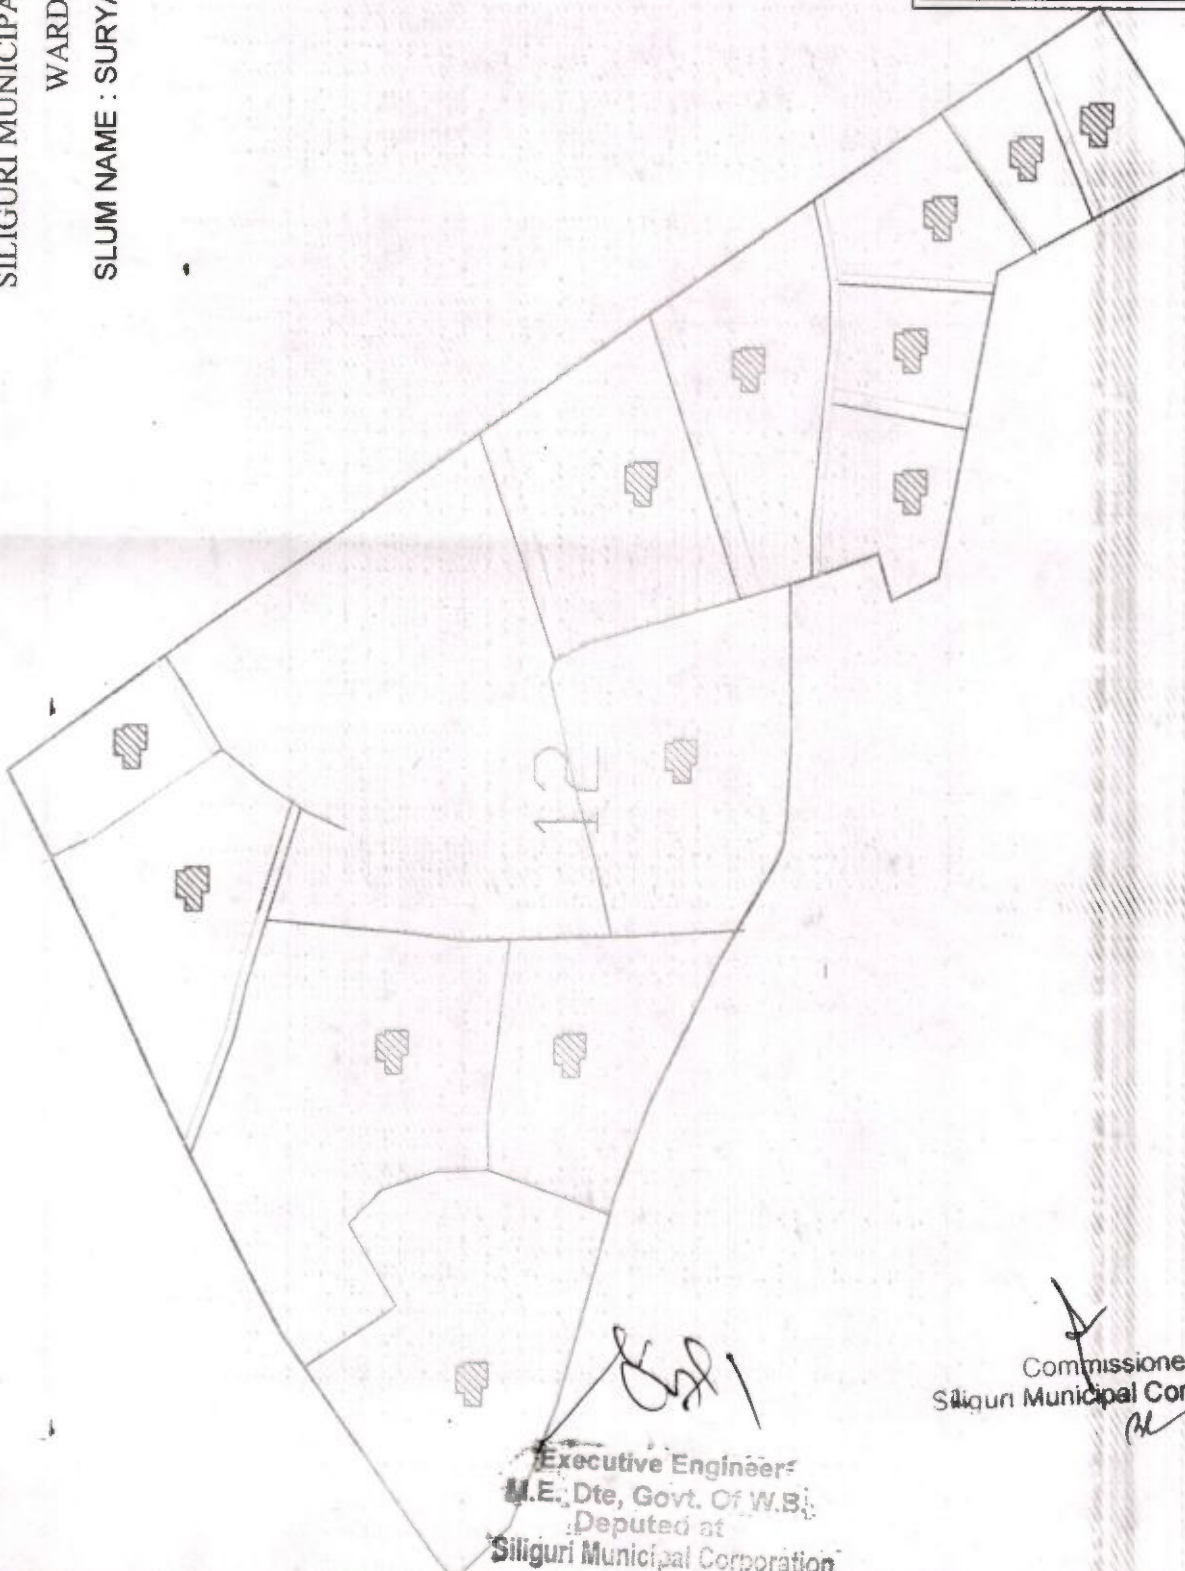 SILIGURI MUNICIPA
WARD
SLUM NAME : SURYA
12
Commissione
Siliguri Municipal Cor
Executive Engineer
M.E. Dte, Govt. Of W.B.
Deputed at
Siliguri Municipal Corporation